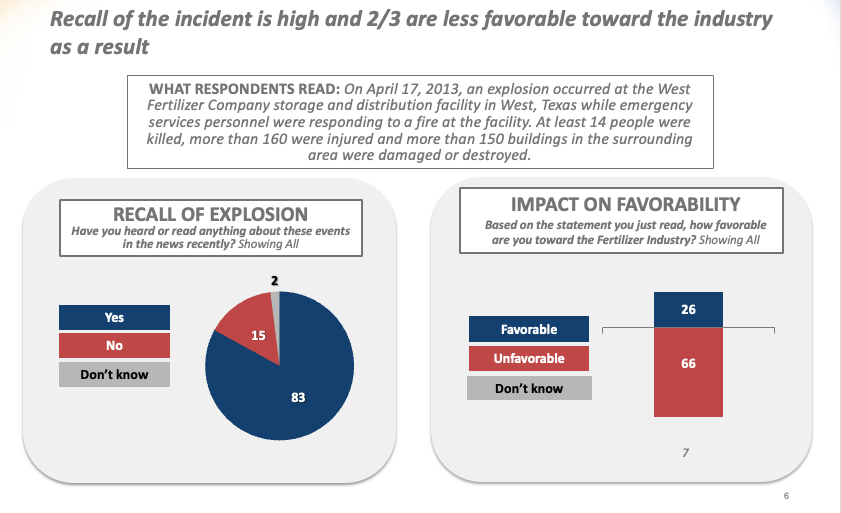 Recall of the incident is high and 2/3 are less favorable toward the industry
as a result
WHAT RESPONDENTS READ: On April 17, 2013, an explosion occurred at the West
Fertilizer Company storage and distribution facility in West, Texas while emergency
services personnel were responding to a fire at the facility. At least 14 people were
killed, more than 160 were injured and more than 150 buildings in the surrounding
area were damaged or destroyed.
RECALL OF EXPLOSION
Have you heard or read anything about these events
in the news recently? Showing All
Yes
No
Don’t know
2
15
83
IMPACT ON FAVORABILITY
Based on the statement you just read, how favorable
are you toward the Fertilizer Industry? Showing All
Favorable
Unfavorable
Don’t know
26
66
7
6